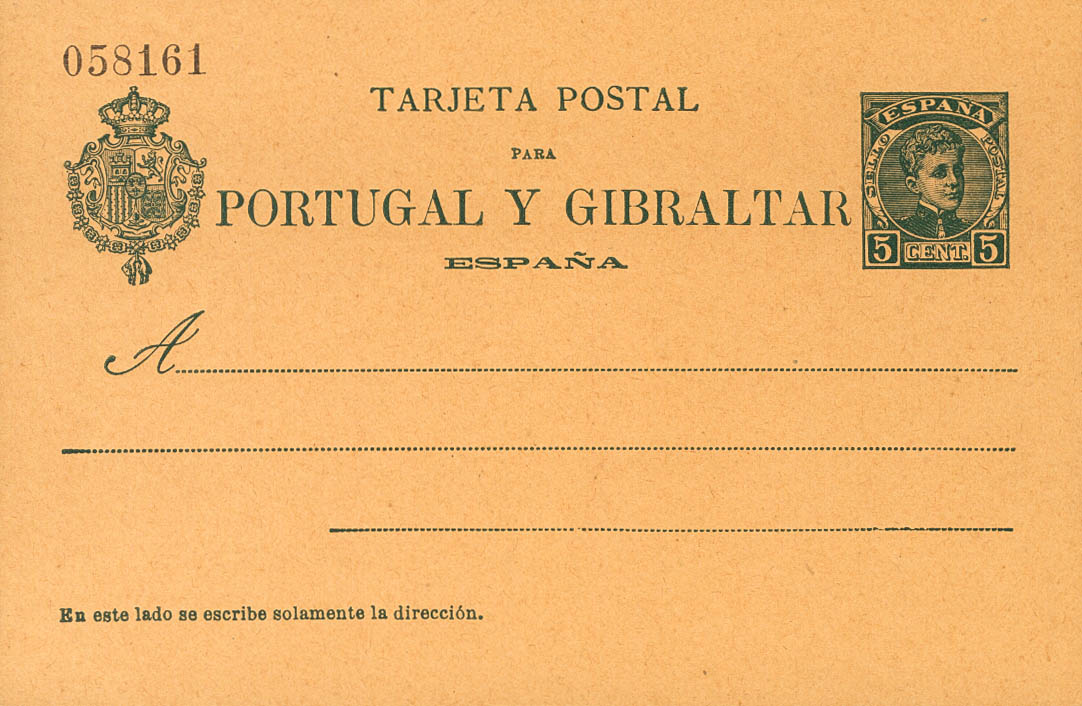 058161
TARJETA POSTAL
PARA
PORTUGAL Y GIBRALTAR
ESPAÑA
ESPAÑA
SELLO POSTAL
5 CENT. 5
A
En este lado se escribe solamente la dirección.